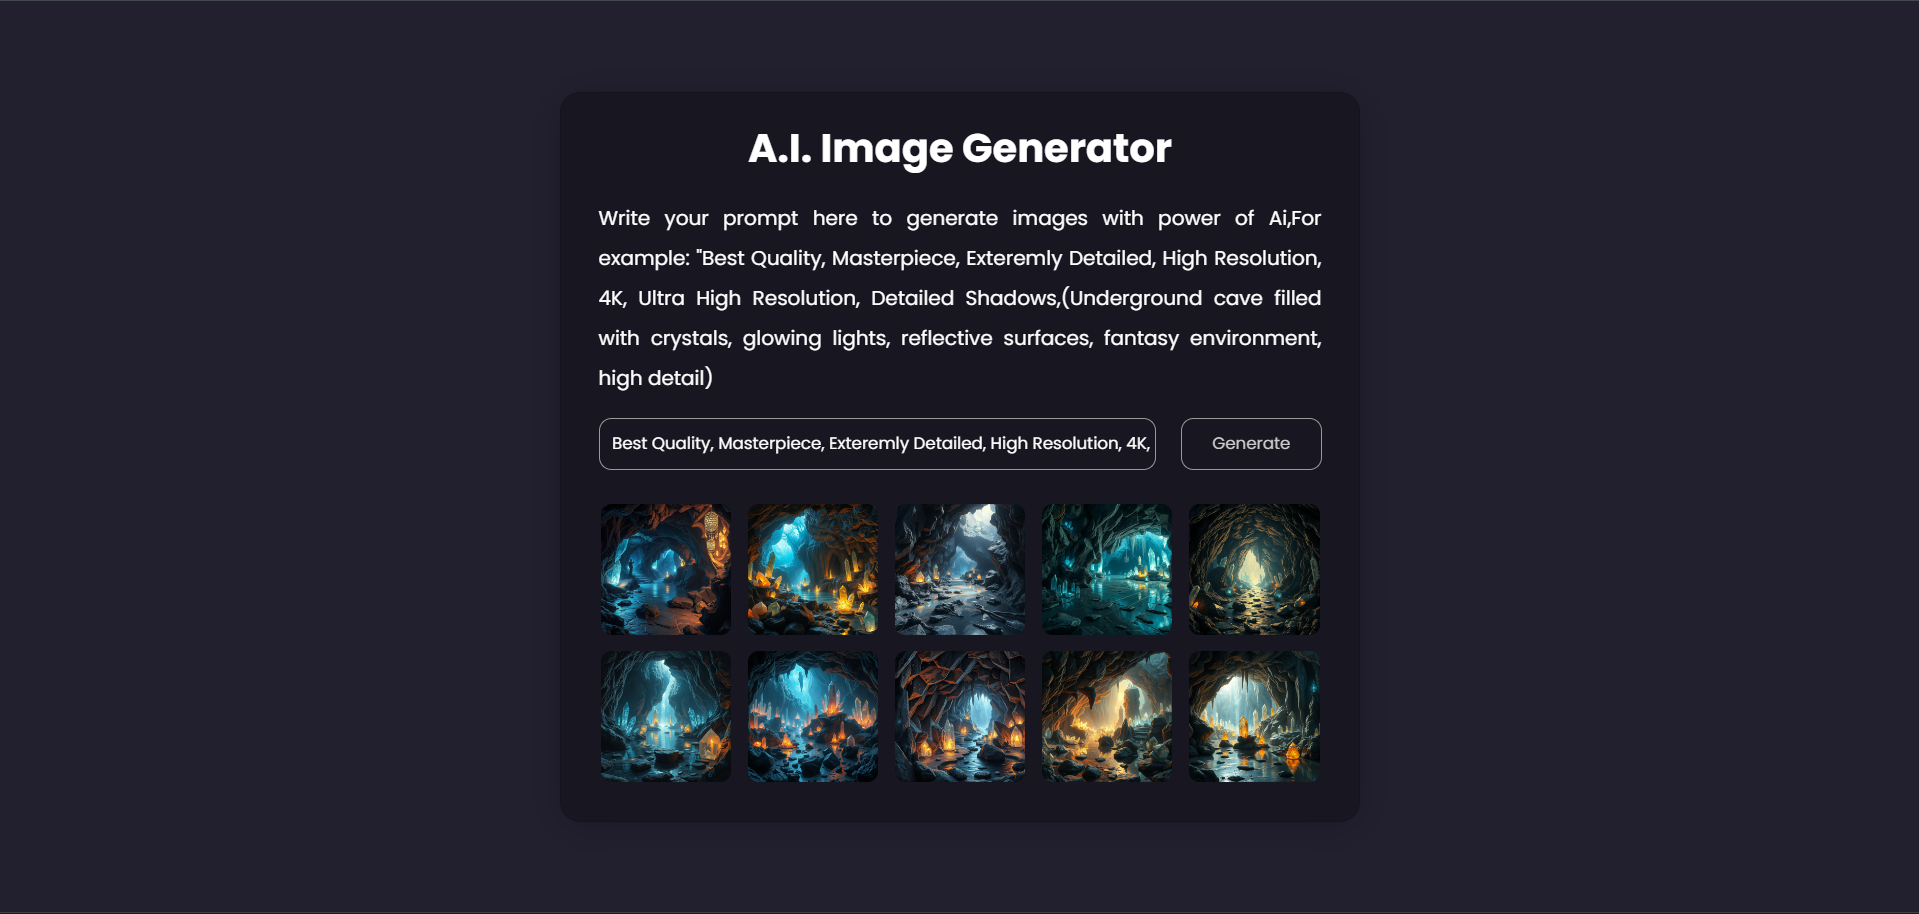 A.I. Image Generator
Write your prompt here to generate images with power of Ai,For
example: "Best Quality, Masterpiece, Exteremly Detailed, High Resolution,
4K, Ultra High Resolution, Detailed Shadows,(Underground cave filled
with crystals, glowing lights, reflective surfaces, fantasy environment,
high detail)
Best Quality, Masterpiece, Exteremly Detailed, High Resolution, 4K,
Generate